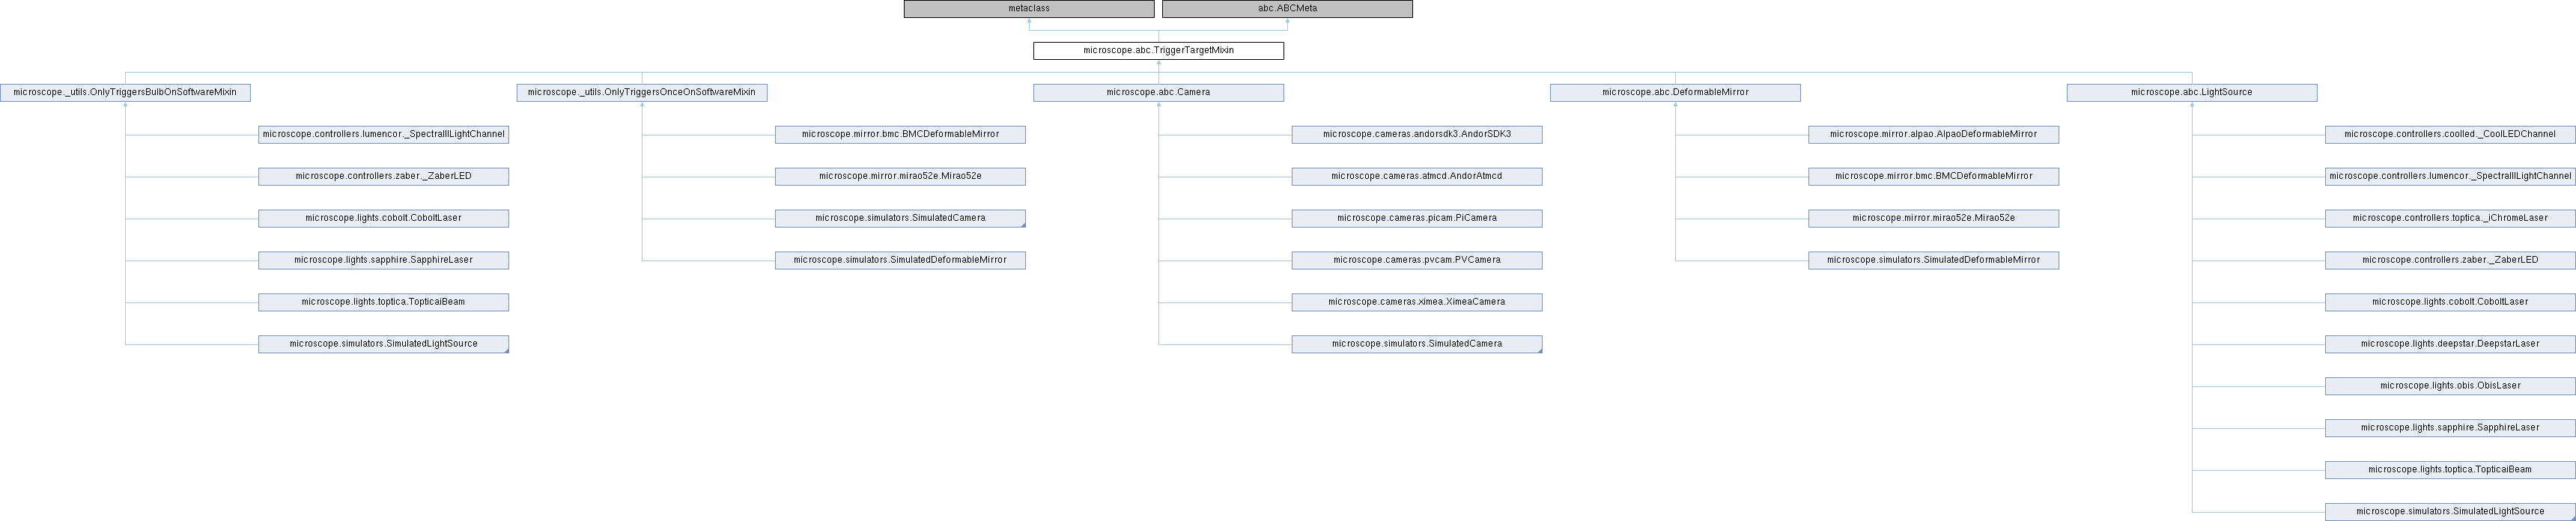 metaclass
abc.ABCMeta
microscope.abc.TriggerTargetMixin
microscope._utils.OnlyTriggersBulbOnSoftwareMixin
microscope._utils.OnlyTriggersOnceOnSoftwareMixin
microscope.abc.Camera
microscope.abc.DeformableMirror
microscope.abc.LightSource
microscope.controllers.lumencor._SpectraIIILightChannel
microscope.mirror.bmc.BMCDeformableMirror
microscope.cameras.andorsdk3.AndorSDK3
microscope.mirror.alpao.AlpaoDeformableMirror
microscope.controllers.coolled._CoolLEDChannel
microscope.controllers.zaber._ZaberLED
microscope.mirror.mirao52e.Mirao52e
microscope.cameras.atmcd.AndorAtmcd
microscope.mirror.bmc.BMCDeformableMirror
microscope.controllers.lumencor._SpectraIIILightChannel
microscope.lights.cobolt.CoboltLaser
microscope.simulators.SimulatedCamera
microscope.cameras.picam.PiCamera
microscope.mirror.mirao52e.Mirao52e
microscope.controllers.toptica._iChromeLaser
microscope.lights.sapphire.SapphireLaser
microscope.simulators.SimulatedDeformableMirror
microscope.cameras.pvcam.PVCamera
microscope.simulators.SimulatedDeformableMirror
microscope.controllers.zaber._ZaberLED
microscope.lights.toptica.TopticaiBeam
microscope.cameras.ximea.XimeaCamera
microscope.lights.cobolt.CoboltLaser
microscope.simulators.SimulatedLightSource
microscope.simulators.SimulatedCamera
microscope.lights.deepstar.DeepstarLaser
microscope.lights.obis.ObisLaser
microscope.lights.sapphire.SapphireLaser
microscope.lights.toptica.TopticaiBeam
microscope.simulators.SimulatedLightSource